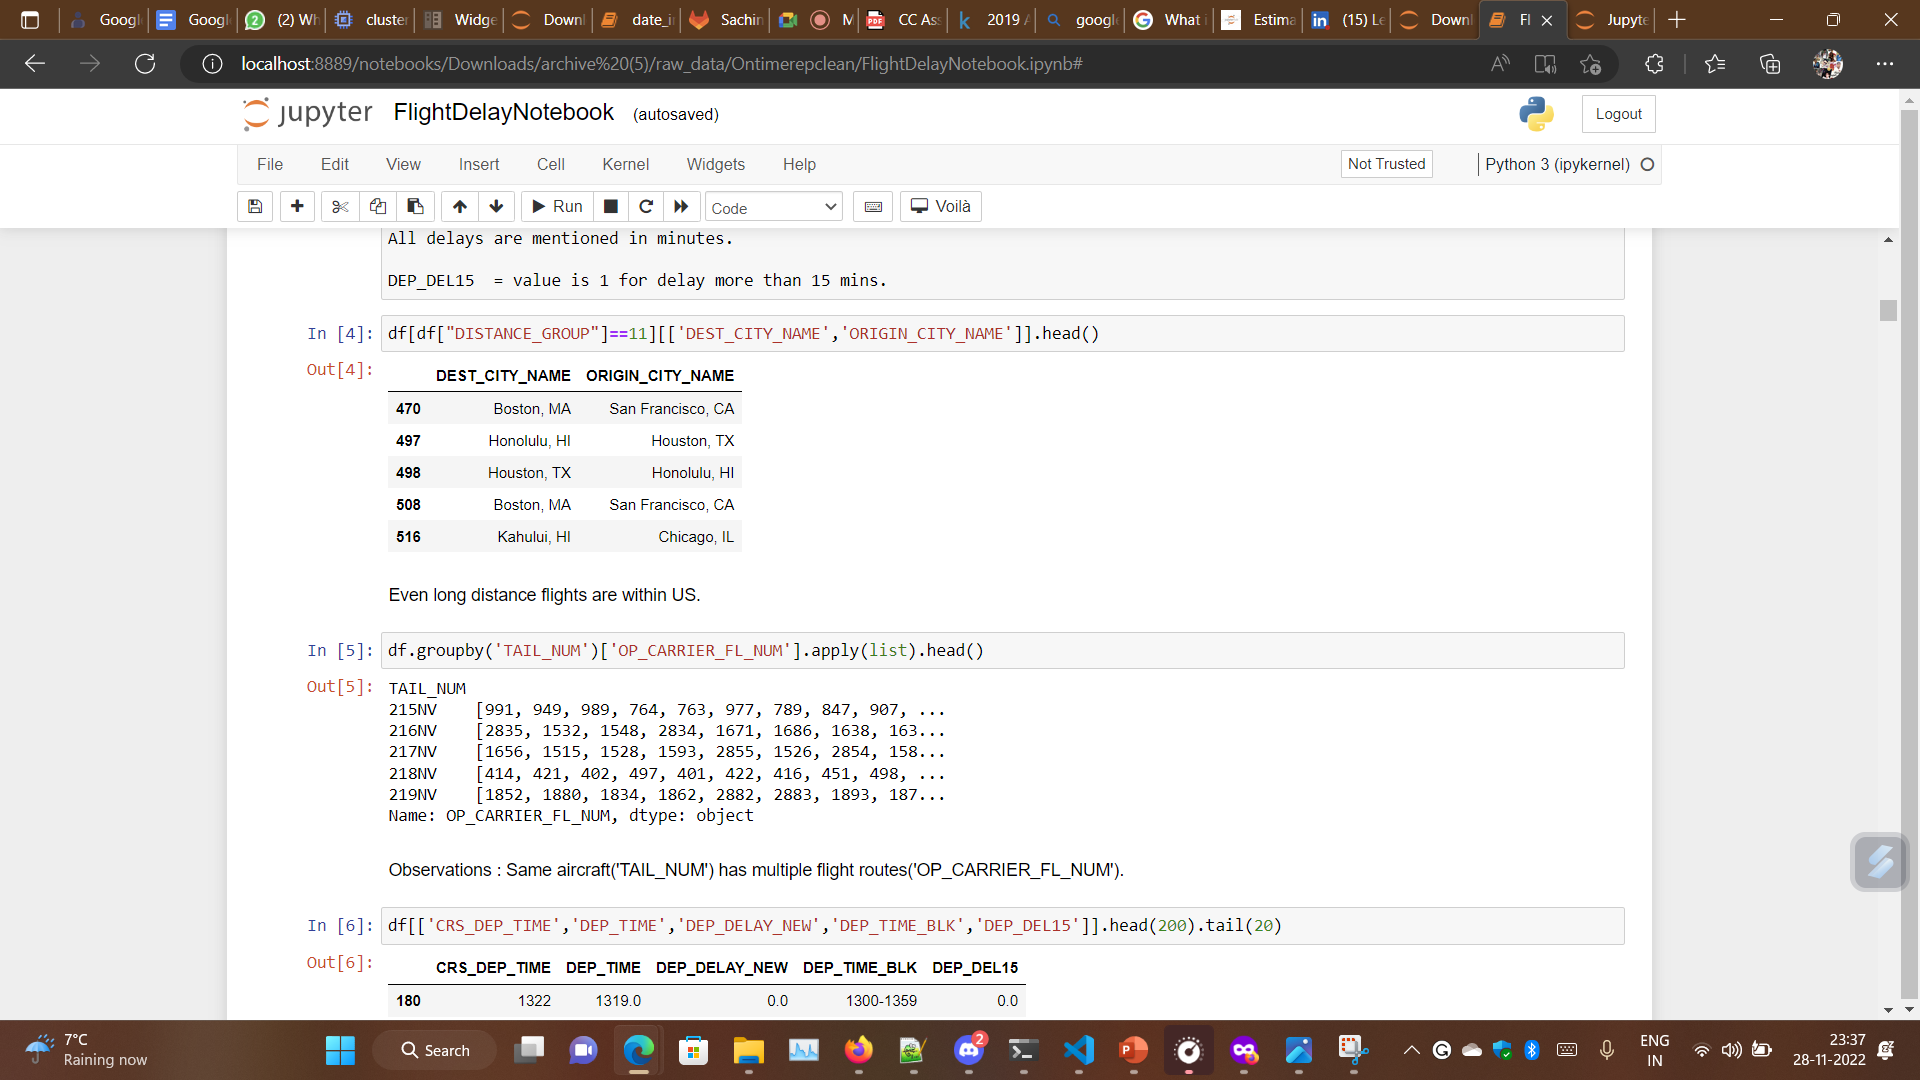 Googl
Googl
(2) Wh
cluster
Widge
Downl
date_i
Sachin
M
CC As
2019
googl
What i
Estima
(15) Le
Downl
Fl
Jupyte
localhost:8889/notebooks/Downloads/archive%20(5)/raw_data/Ontimerepclean/FlightDelayNotebook.ipynb#
jupyter FlightDelayNotebook (autosaved)
Logout
File Edit View Insert Cell Kernel Widgets Help
Not Trusted
Python 3 (ipykernel)
Run
Code
Voilà
All delays are mentioned in minutes.
DEP_DEL15  = value is 1 for delay more than 15 mins.
In [4]: df[df["DISTANCE_GROUP"]==11][['DEST_CITY_NAME','ORIGIN_CITY_NAME']].head()
Out[4]:
DEST_CITY_NAME ORIGIN_CITY_NAME
470 Boston, MA San Francisco, CA
497 Honolulu, HI Houston, TX
498 Houston, TX Honolulu, HI
508 Boston, MA San Francisco, CA
516 Kahului, HI Chicago, IL
Even long distance flights are within US.
In [5]: df.groupby('TAIL_NUM')['OP_CARRIER_FL_NUM'].apply(list).head()
Out[5]: TAIL_NUM
215NV    [991, 949, 989, 764, 763, 977, 789, 847, 907, ...
216NV    [2835, 1532, 1548, 2834, 1671, 1686, 1638, 163...
217NV    [1656, 1515, 1528, 1593, 2855, 1526, 2854, 158...
218NV    [414, 421, 402, 497, 401, 422, 416, 451, 498, ...
219NV    [1852, 1880, 1834, 1862, 2882, 2883, 1893, 187...
Name: OP_CARRIER_FL_NUM, dtype: object
Observations : Same aircraft('TAIL_NUM') has multiple flight routes('OP_CARRIER_FL_NUM').
In [6]: df[['CRS_DEP_TIME','DEP_TIME','DEP_DELAY_NEW','DEP_TIME_BLK','DEP_DEL15']].head(200).tail(20)
Out[6]:
CRS_DEP_TIME DEP_TIME DEP_DELAY_NEW DEP_TIME_BLK DEP_DEL15
180 1322 1319.0 0.0 1300-1359 0.0
7°C
Raining now
Search
2
ENG
IN
23:37
28-11-2022